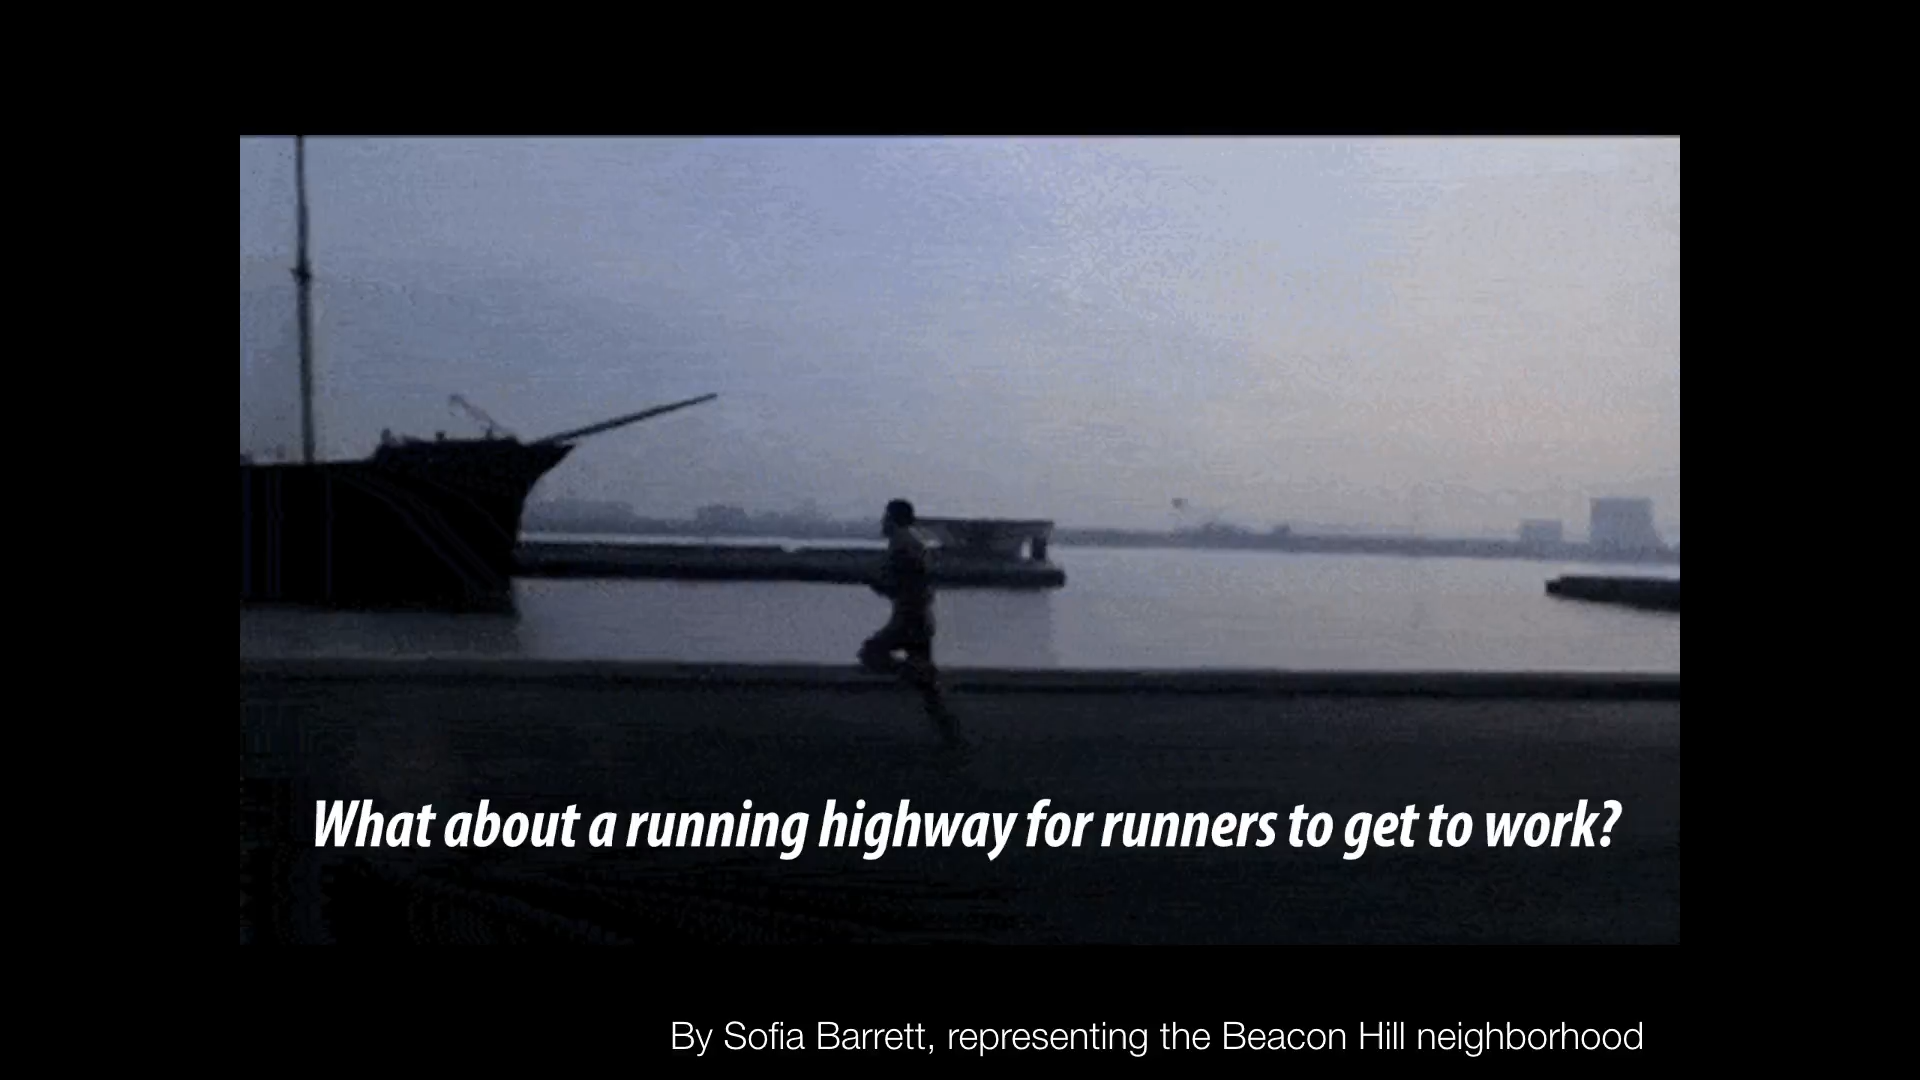 What about a running highway for runners to get to work?
By Sofia Barrett, representing the Beacon Hill neighborhood